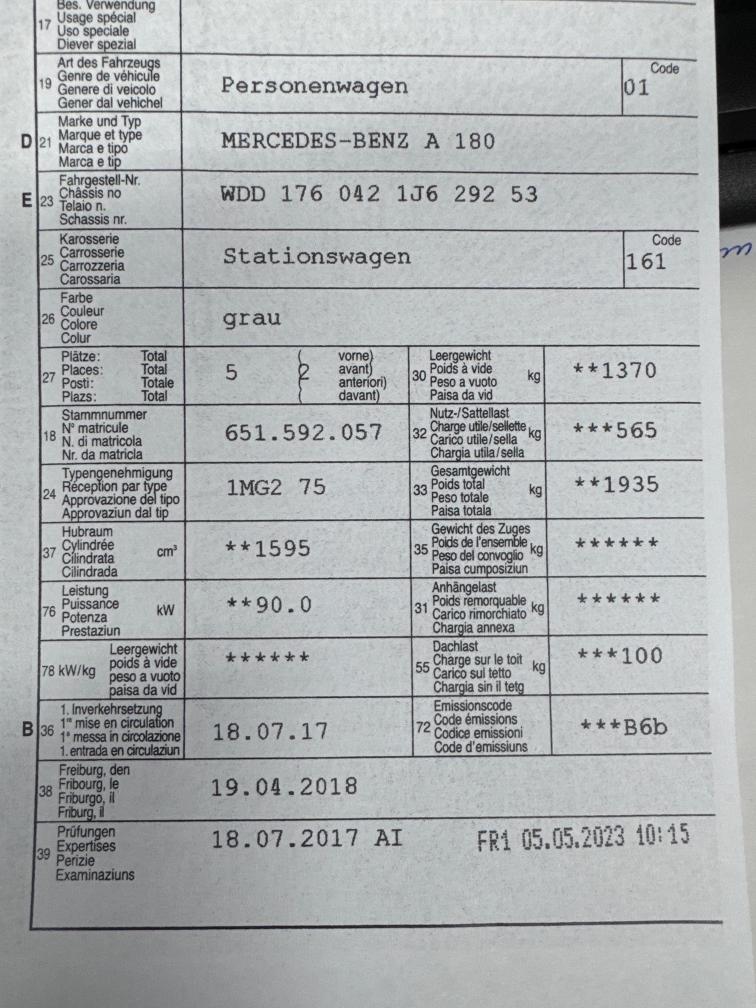 Bes. Verwendung
17 Usage spécial
Uso speciale
Diever spezial
Art des Fahrzeugs
19 Genre de véhicule
Genere di veicolo
Gener dal vehichel
Personenwagen
Code
01
Marke und Typ
D 21 Marque et type
Marca e tipo
Marca e tip
MERCEDES-BENZ A 180
Fahrgestell-Nr.
E 23 Châssis no
Telaio n.
Schassis nr.
WDD 176 042 1J6 292 53
Karosserie
25 Carrosserie
Carrozzeria
Carossaria
Stationswagen
Code
161
Farbe
26 Couleur
Colore
Colur
grau
Plätze: Total
27 Places: Total
Posti: Totale
Plazs: Total
5 2
vorne)
avant)
anteriori)
davant)
Leergewicht
30 Poids à vide kg
Peso a vuoto
Paisa da vid
**1370
Stammnummer
18 N° matricule
N. di matricola
Nr. da matricla
651.592.057
Nutz-/Sattellast
32 Charge utile/sellette kg
Carico utile/sella
Chargia utila/sella
***565
Typengenehmigung
24 Réception par type
Approvazione del tipo
Approvaziun dal tip
1MG2 75
Gesamtgewicht
33 Poids total kg
Peso totale
Paisa totala
**1935
Hubraum
37 Cylindrée cm³
Cilindrata
Cilindrada
**1595
Gewicht des Zuges
35 Poids de l'ensemble kg
Peso del convoglio
Paisa cumposiziun
******
Leistung
76 Puissance kW
Potenza
Prestaziun
**90.0
Anhängelast
31 Poids remorquable kg
Carico rimorchiato
Chargia annexa
******
Leergewicht
78 kW/kg poids à vide
peso a vuoto
paisa da vid
******
Dachlast
55 Charge sur le toit kg
Carico sul tetto
Chargia sin il tetg
***100
1. Inverkehrsetzung
B 36 1re mise en circulation
1a messa in circolazione
1. entrada en circulaziun
18.07.17
Emissionscode
72 Code émissions
Codice emissioni
Code d'emissiuns
***B6b
Freiburg, den
38 Fribourg, le
Friburgo, il
Friburg, il
19.04.2018
Prüfungen
39 Expertises
Perizie
Examinaziuns
18.07.2017 AI FR1 05.05.2023 10:15